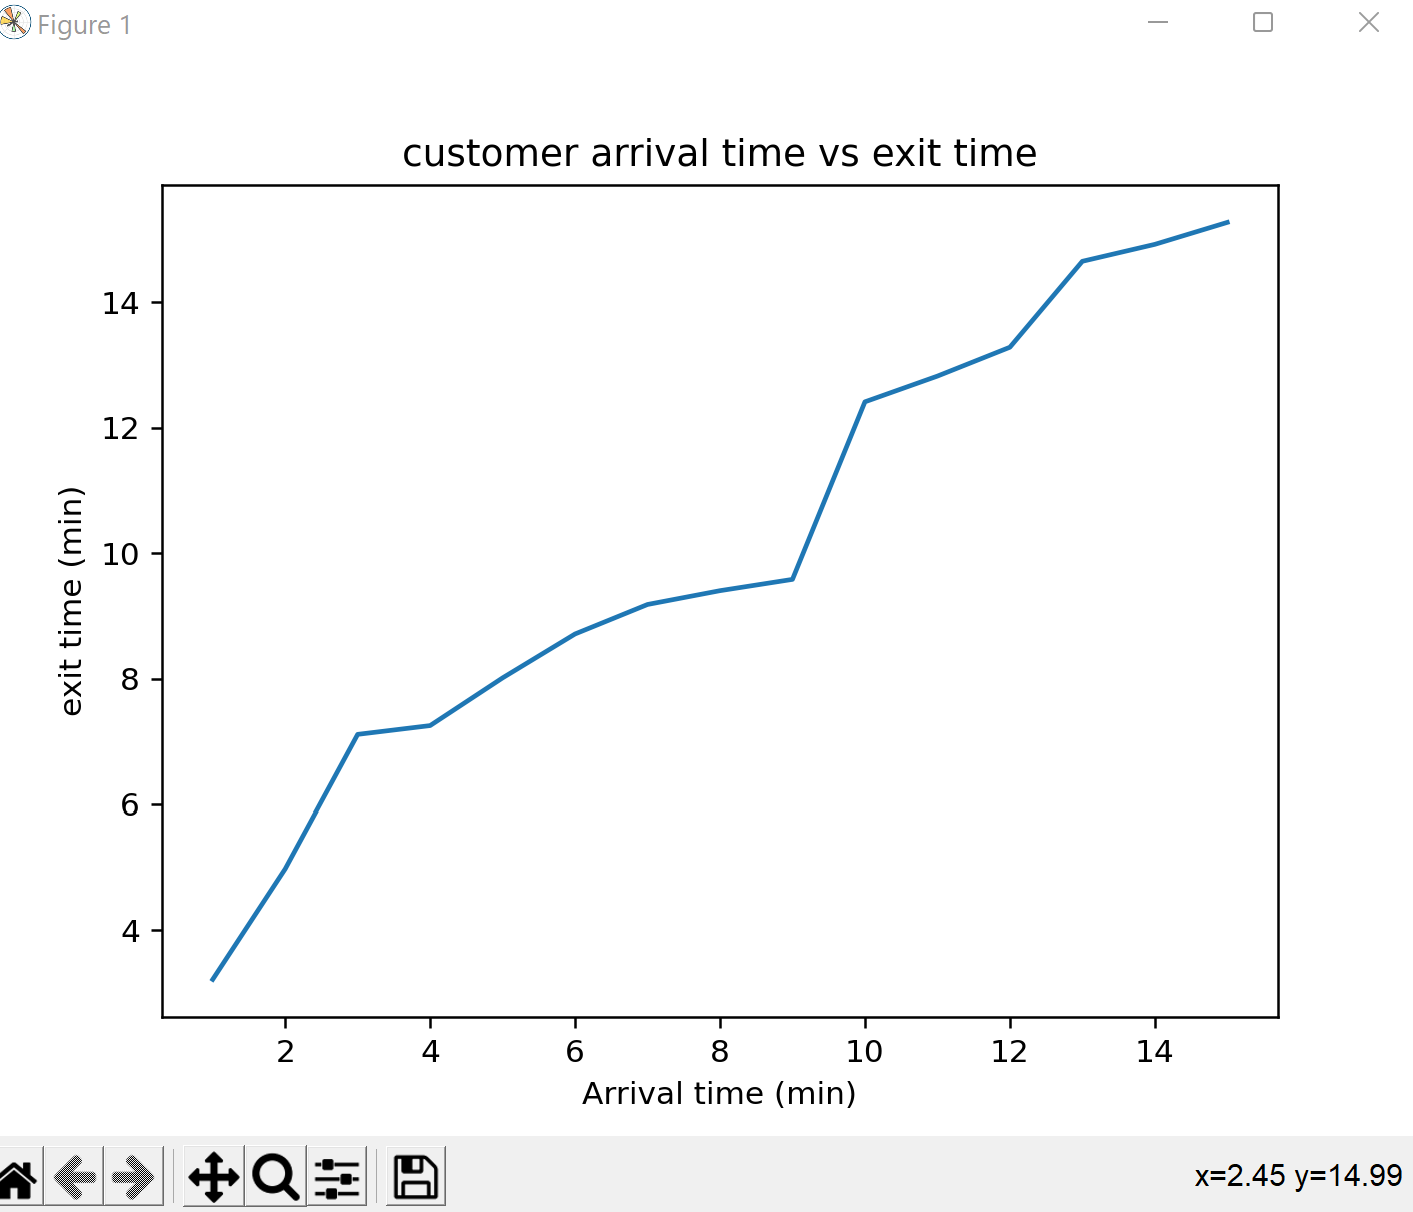 Figure 1
customer arrival time vs exit time
14
12
10
8
6
4
exit time (min)
2 4 6 8 10 12 14
Arrival time (min)
x=2.45 y=14.99